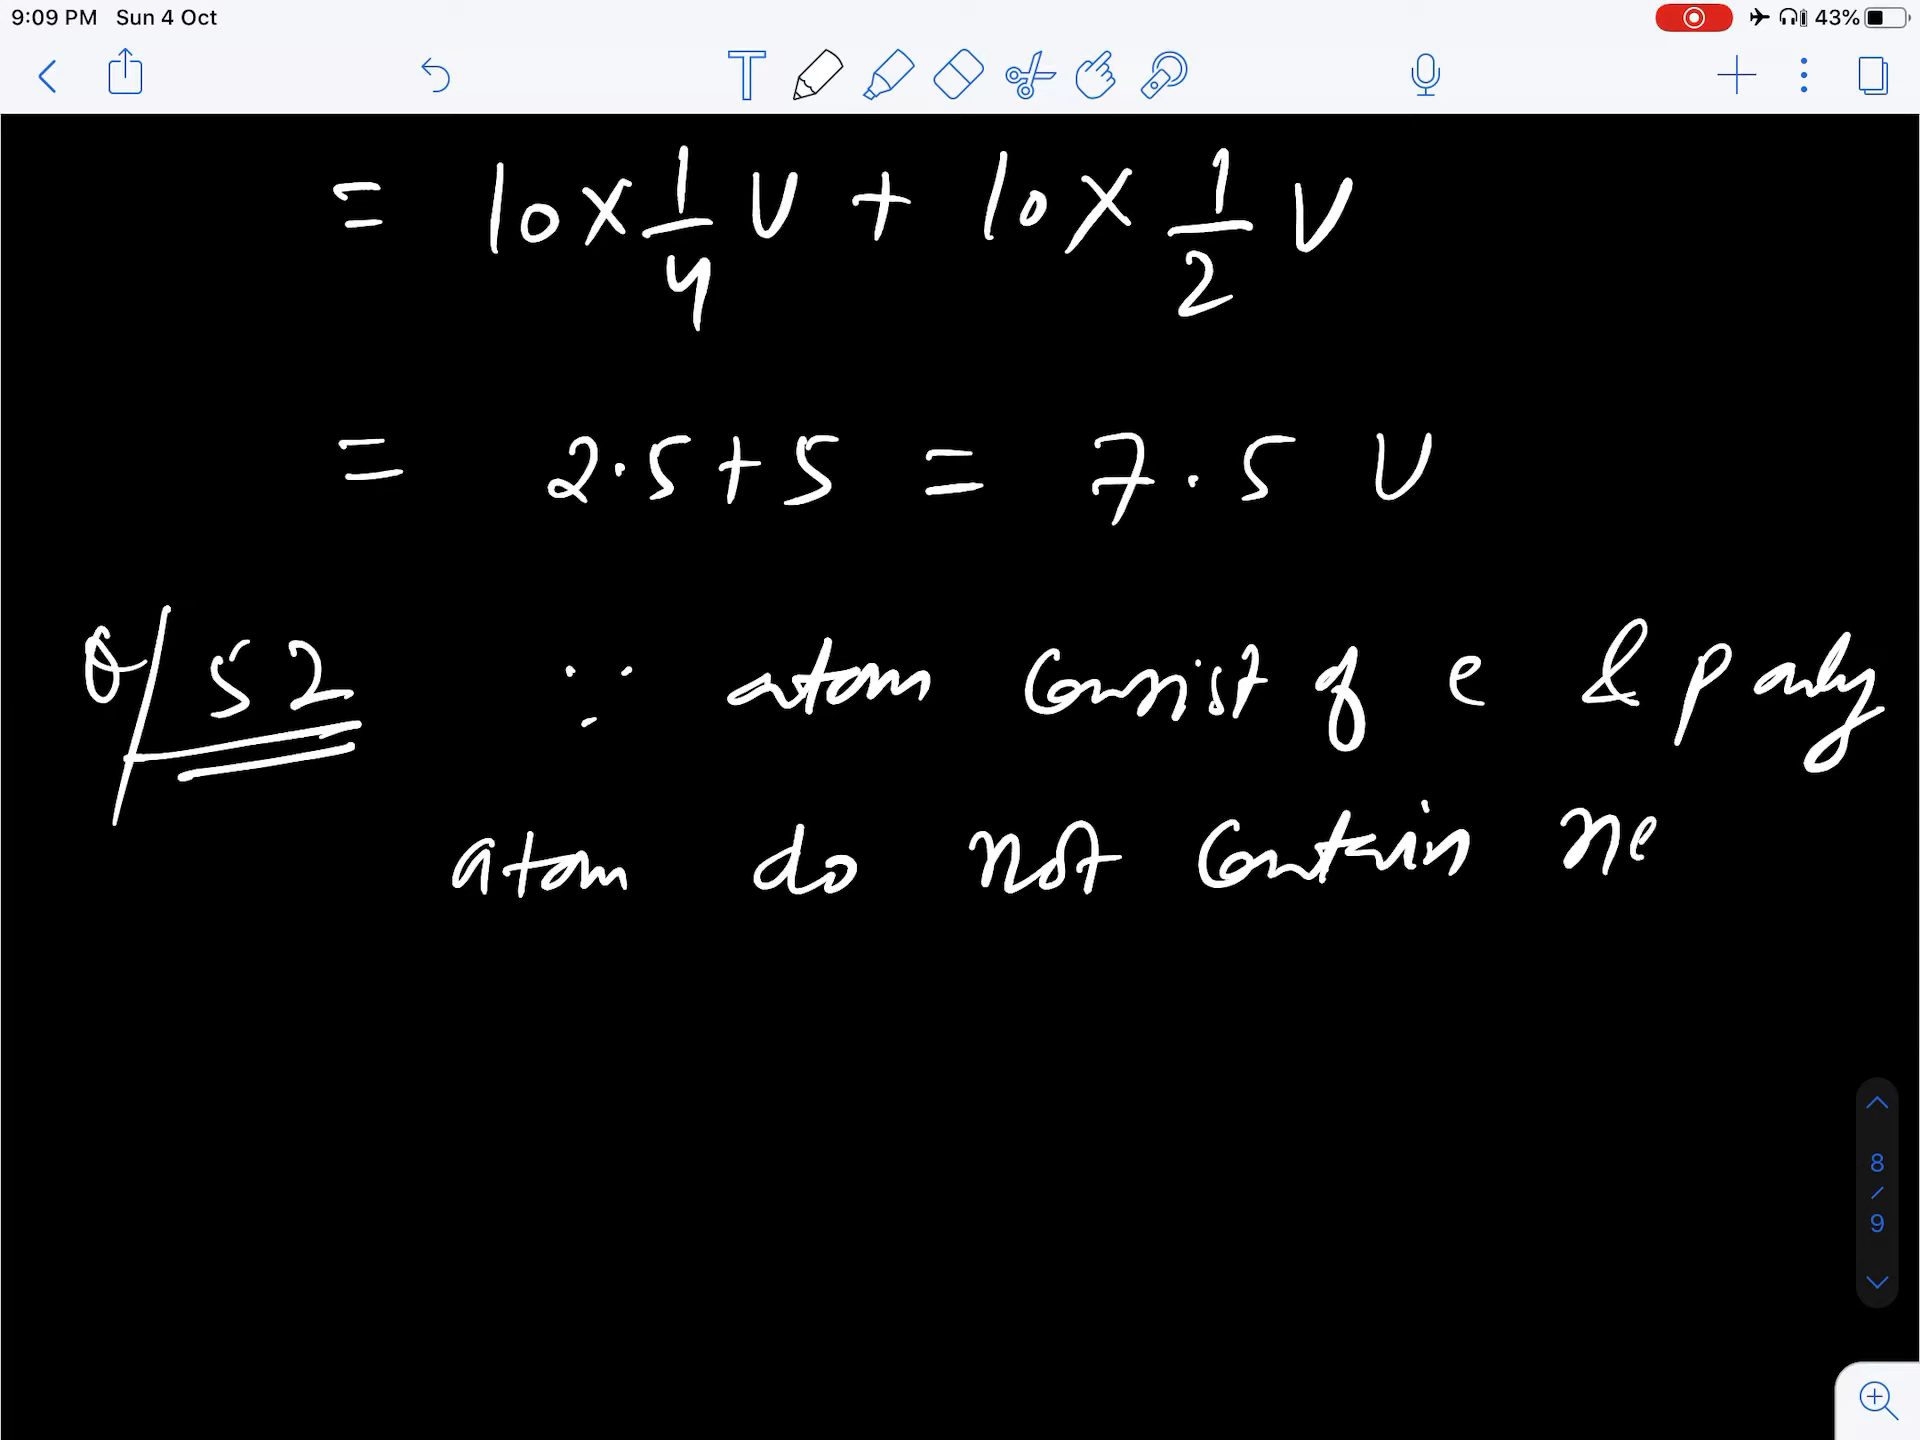 9:09 PM Sun 4 Oct 43%
T
= 10 × 1/4 U + 10 × 1/2 U
= 2.5 + 5 = 7.5 U
Q/52 ∵ atom consist of e & p only
atom do not contain ne
8
/
9